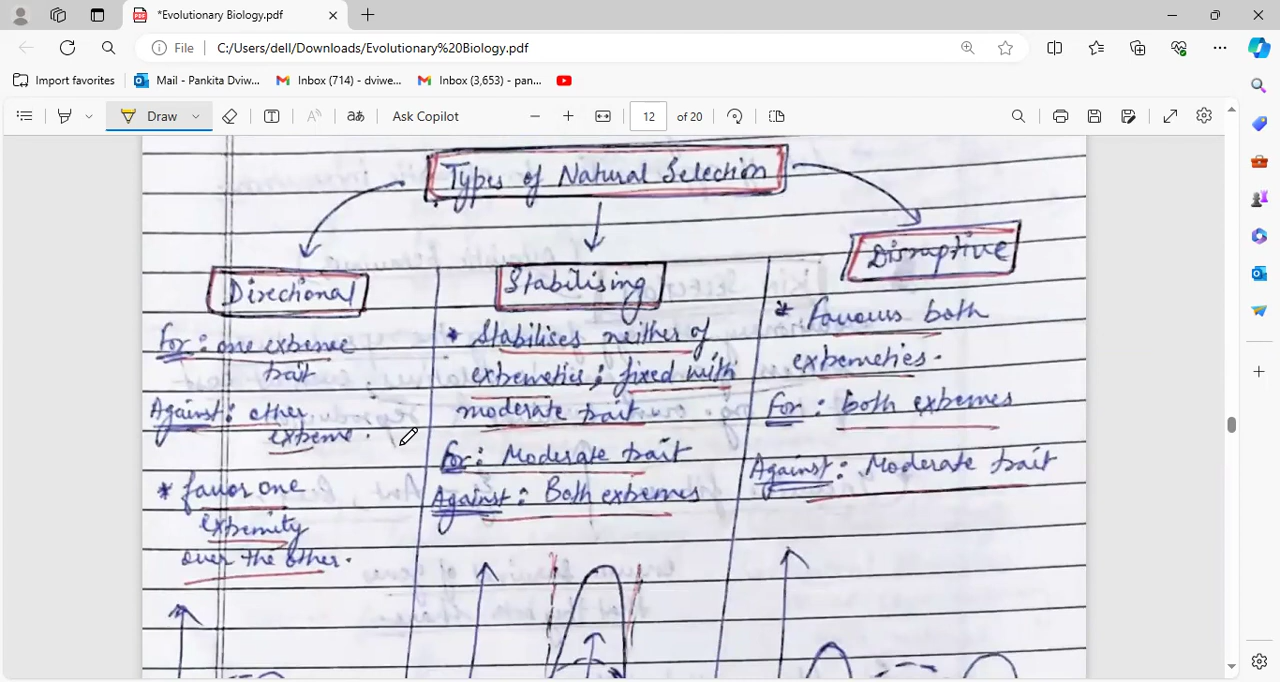 *Evolutionary Biology.pdf
File
C:/Users/dell/Downloads/Evolutionary%20Biology.pdf
Import favorites
Mail - Pankita Dviw...
Inbox (714) - dviwe...
Inbox (3,653) - pan...
Draw
Ask Copilot
12 of 20
Types of Natural Selection
Directional
For: one extreme
trait
Against: other
extreme.
* favor one
extremity
over the other.
Stabilising
* Stabilises neither of
extremeties; fixed with
moderate trait
For: Moderate trait
Against: Both extremes
Disruptive
* favours both
extremeties.
For: both extremes
Against: Moderate trait